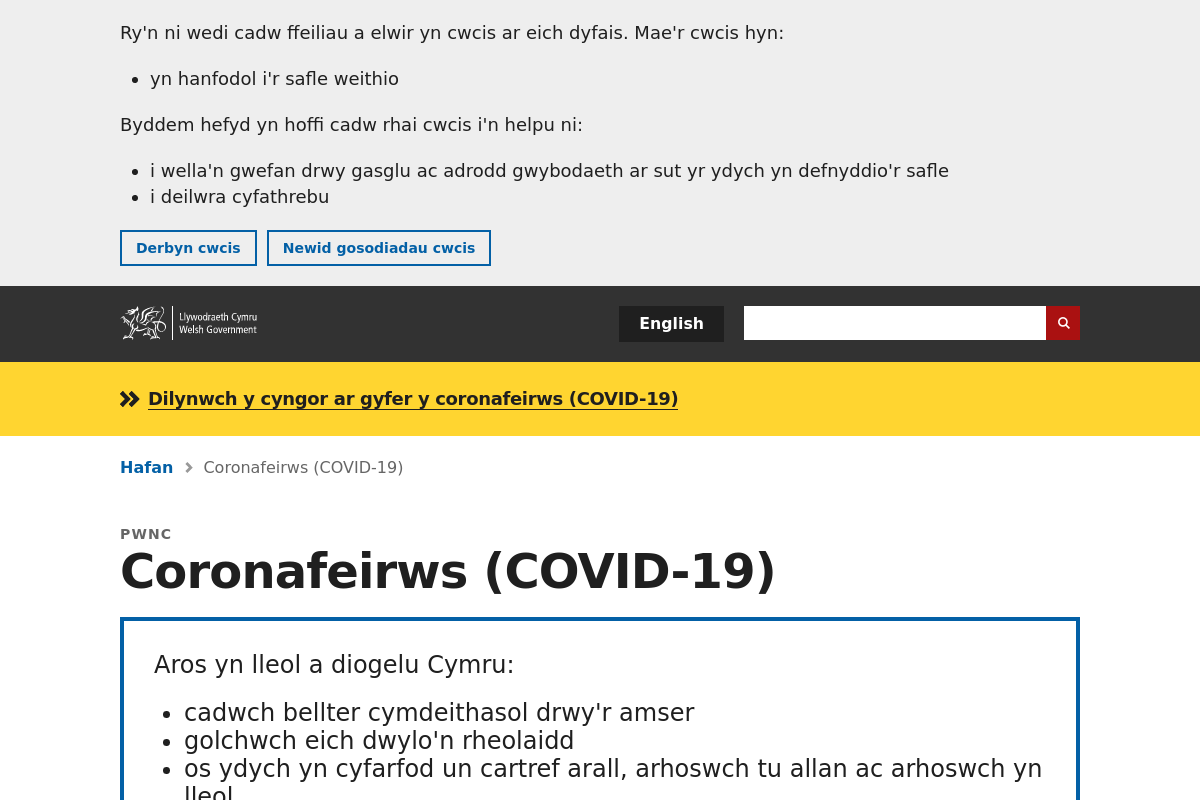 Ry'n ni wedi cadw ffeiliau a elwir yn cwcis ar eich dyfais. Mae'r cwcis hyn:
yn hanfodol i'r safle weithio
Byddem hefyd yn hoffi cadw rhai cwcis i'n helpu ni:
i wella'n gwefan drwy gasglu ac adrodd gwybodaeth ar sut yr ydych yn defnyddio'r safle
i deilwra cyfathrebu
Derbyn cwcis
Newid gosodiadau cwcis
Llywodraeth Cymru
Welsh Government
English
Dilynwch y cyngor ar gyfer y coronafeirws (COVID-19)
Hafan
Coronafeirws (COVID-19)
PWNC
Coronafeirws (COVID-19)
Aros yn lleol a diogelu Cymru:
cadwch bellter cymdeithasol drwy'r amser
golchwch eich dwylo'n rheolaidd
os ydych yn cyfarfod un cartref arall, arhoswch tu allan ac arhoswch yn
lleol